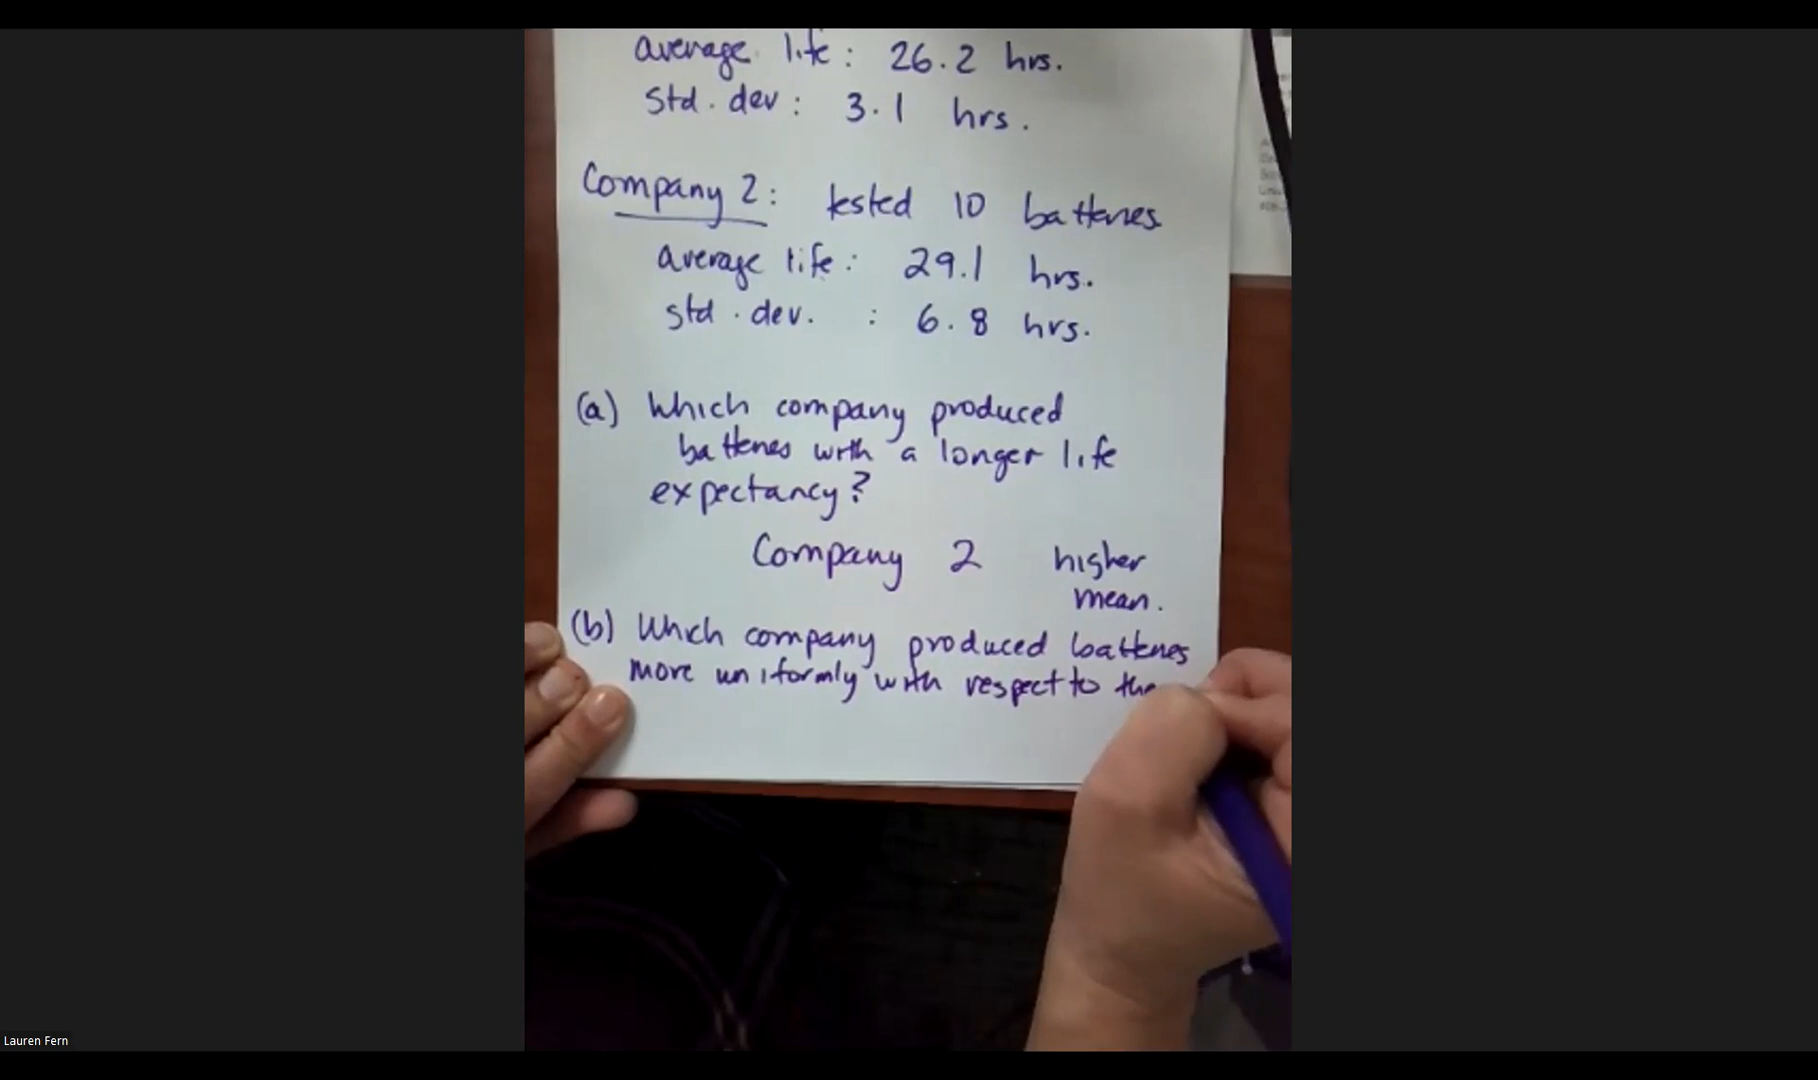 average life: 26.2 hrs.
std. dev: 3.1 hrs.
Company 2: tested 10 batteries
average life: 29.1 hrs.
std. dev. : 6.8 hrs.
(a) Which company produced
batteries with a longer life
expectancy?
Company 2 higher
mean.
(b) Which company produced batteries
more uniformly with respect to
Lauren Fern